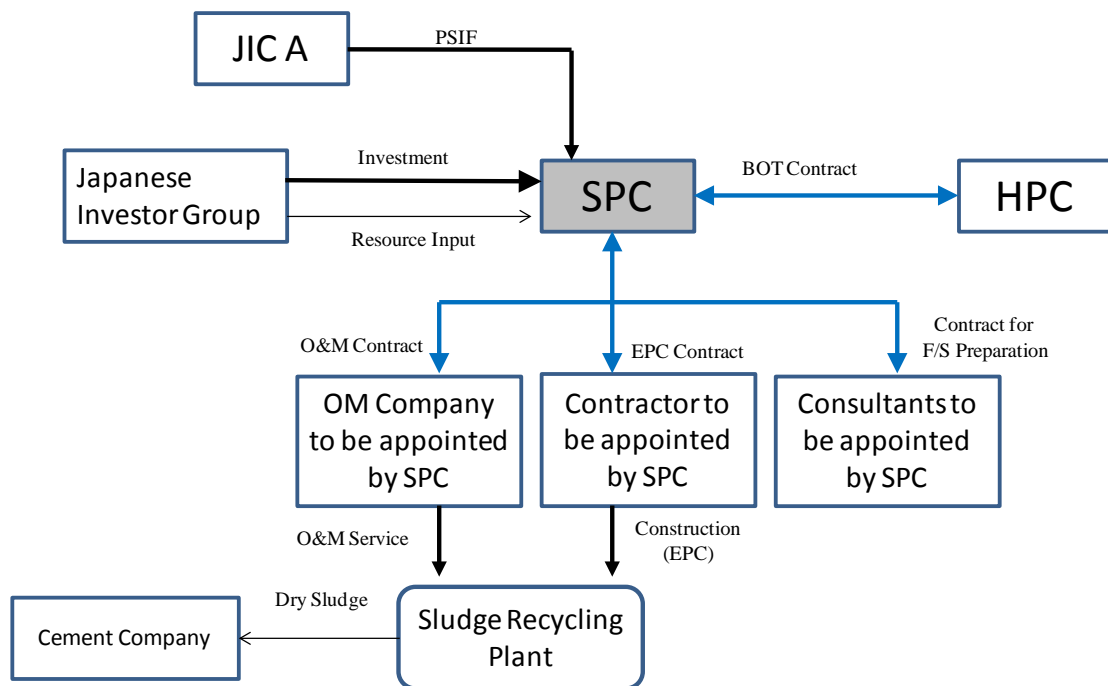 JIC A
PSIF
Japanese
Investor Group
Investment
Resource Input
SPC
BOT Contract
HPC
O&M Contract
EPC Contract
Contract for
F/S Preparation
OM Company
to be appointed
by SPC
Contractor to
be appointed
by SPC
Consultants to
be appointed
by SPC
O&M Service
Construction
(EPC)
Dry Sludge
Cement Company
Sludge Recycling
Plant